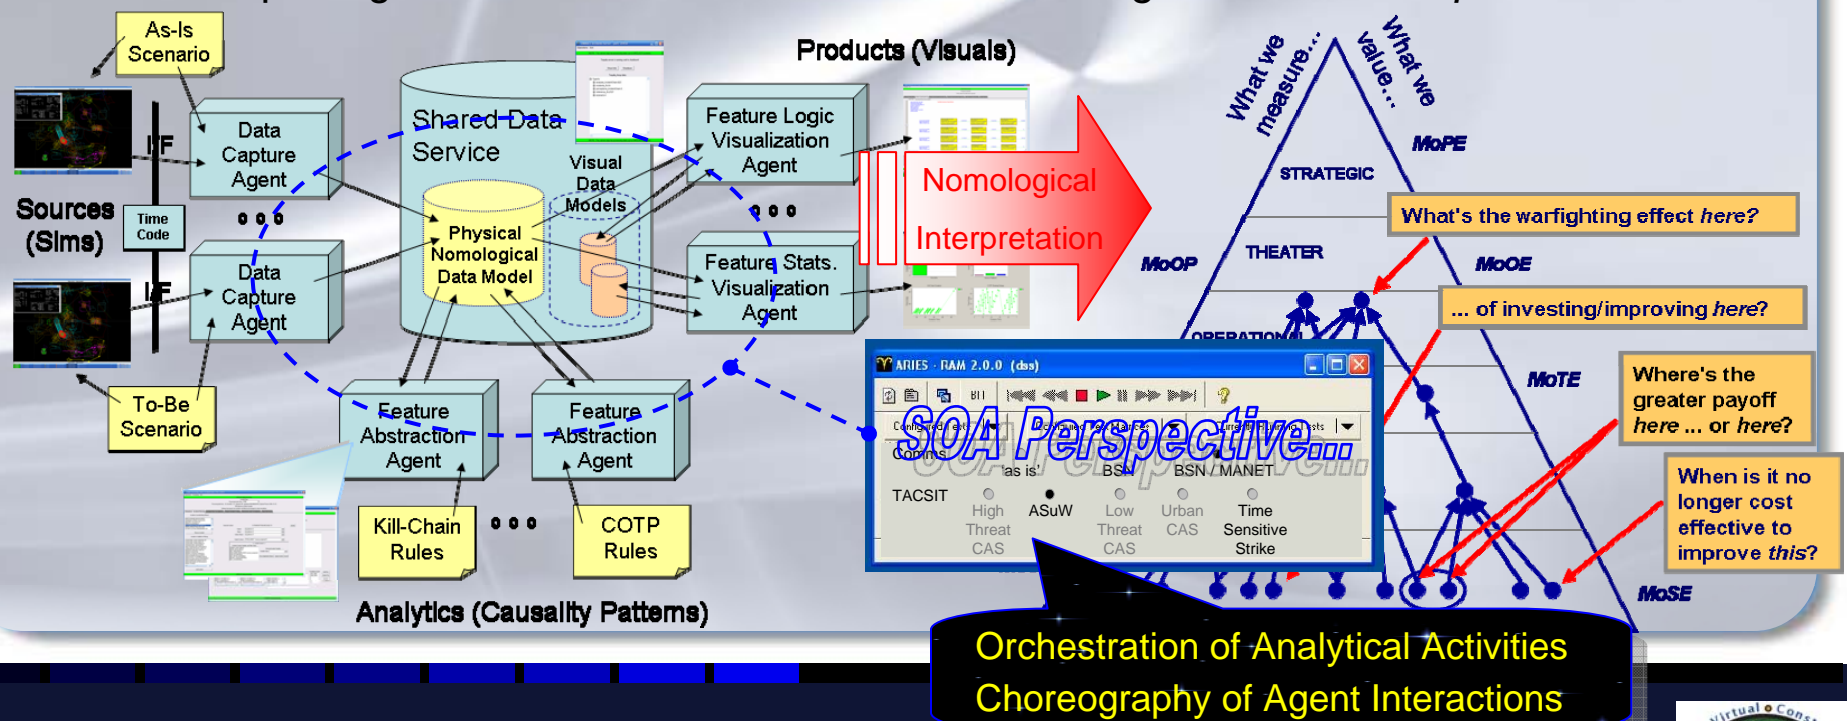 As-Is
Scenario
Products (Visuals)
What we
measure...
What we
value...
Data
Capture
Agent
I/F
Shared Data
Service
Visual
Data
Models
Feature Logic
Visualization
Agent
MoPE
STRATEGIC
Nomological
Interpretation
Sources
(Sims)
Time
Code
Physical
Nomological
Data Model
What's the warfighting effect here?
THEATER
MoOP
MoOE
Data
Capture
Agent
I/F
Feature Stats.
Visualization
Agent
... of investing/improving here?
OPERATIONAL
ARIES - RAM 2.0.0 (dss)
MoTE
Where's the
greater payoff
here ... or here?
To-Be
Scenario
Feature
Abstraction
Agent
Feature
Abstraction
Agent
SOA Perspective...
Comms
'as is'
BSN
BSN / MANET
TACSIT
High
Threat
CAS
ASuW
Low
Threat
CAS
Urban
CAS
Time
Sensitive
Strike
When is it no
longer cost
effective to
improve this?
Kill-Chain
Rules
COTP
Rules
MoSE
Analytics (Causality Patterns)
Orchestration of Analytical Activities
Choreography of Agent Interactions